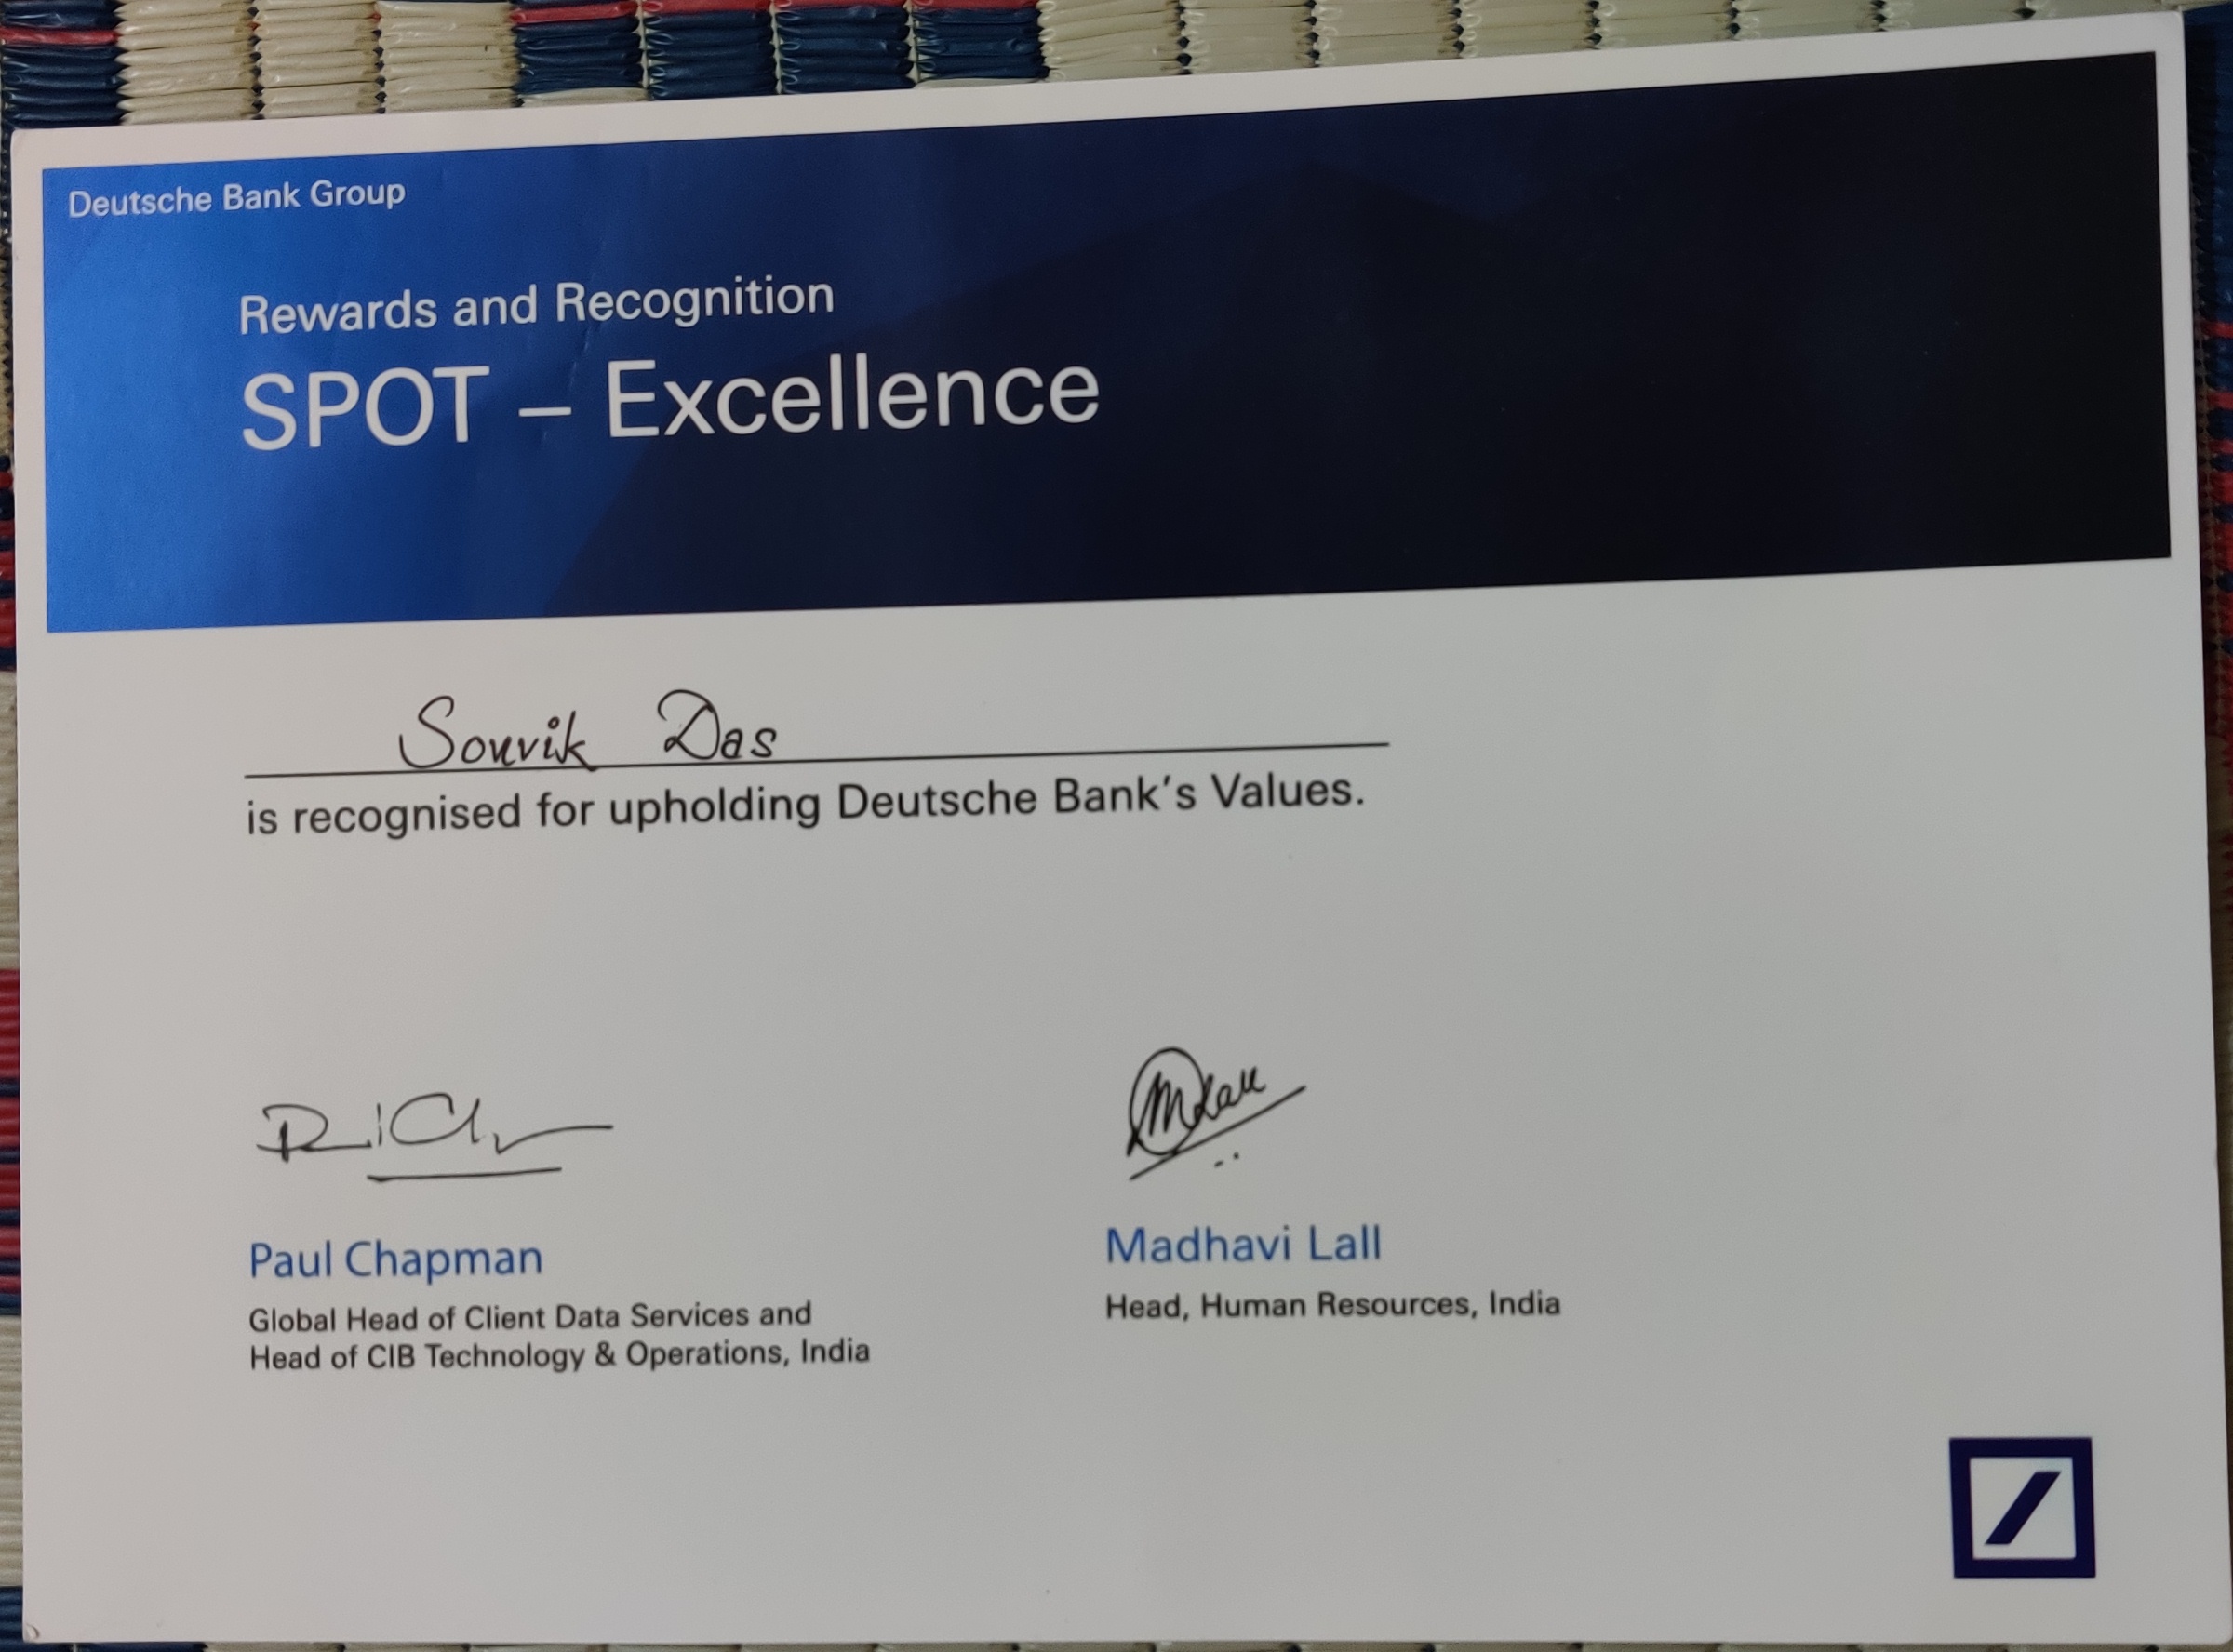 Deutsche Bank Group
Rewards and Recognition
SPOT – Excellence
Souvik Das
is recognised for upholding Deutsche Bank's Values.
Paul Chapman
Global Head of Client Data Services and
Head of CIB Technology & Operations, India
Madhavi Lall
Head, Human Resources, India